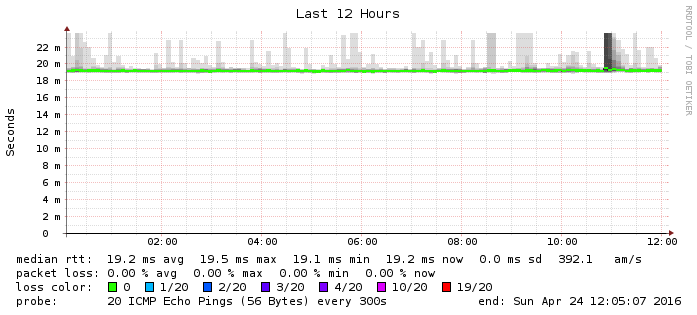 Last 12 Hours
RRDTOOL / TOBI OETIKER
Seconds
22 m
20 m
18 m
16 m
14 m
12 m
10 m
8 m
6 m
4 m
2 m
0
02:00 04:00 06:00 08:00 10:00 12:00
median rtt: 19.2 ms avg 19.5 ms max 19.1 ms min 19.2 ms now 0.0 ms sd 392.1 am/s
packet loss: 0.00 % avg 0.00 % max 0.00 % min 0.00 % now
loss color: 0 1/20 2/20 3/20 4/20 10/20 19/20
probe: 20 ICMP Echo Pings (56 Bytes) every 300s end: Sun Apr 24 12:05:07 2016